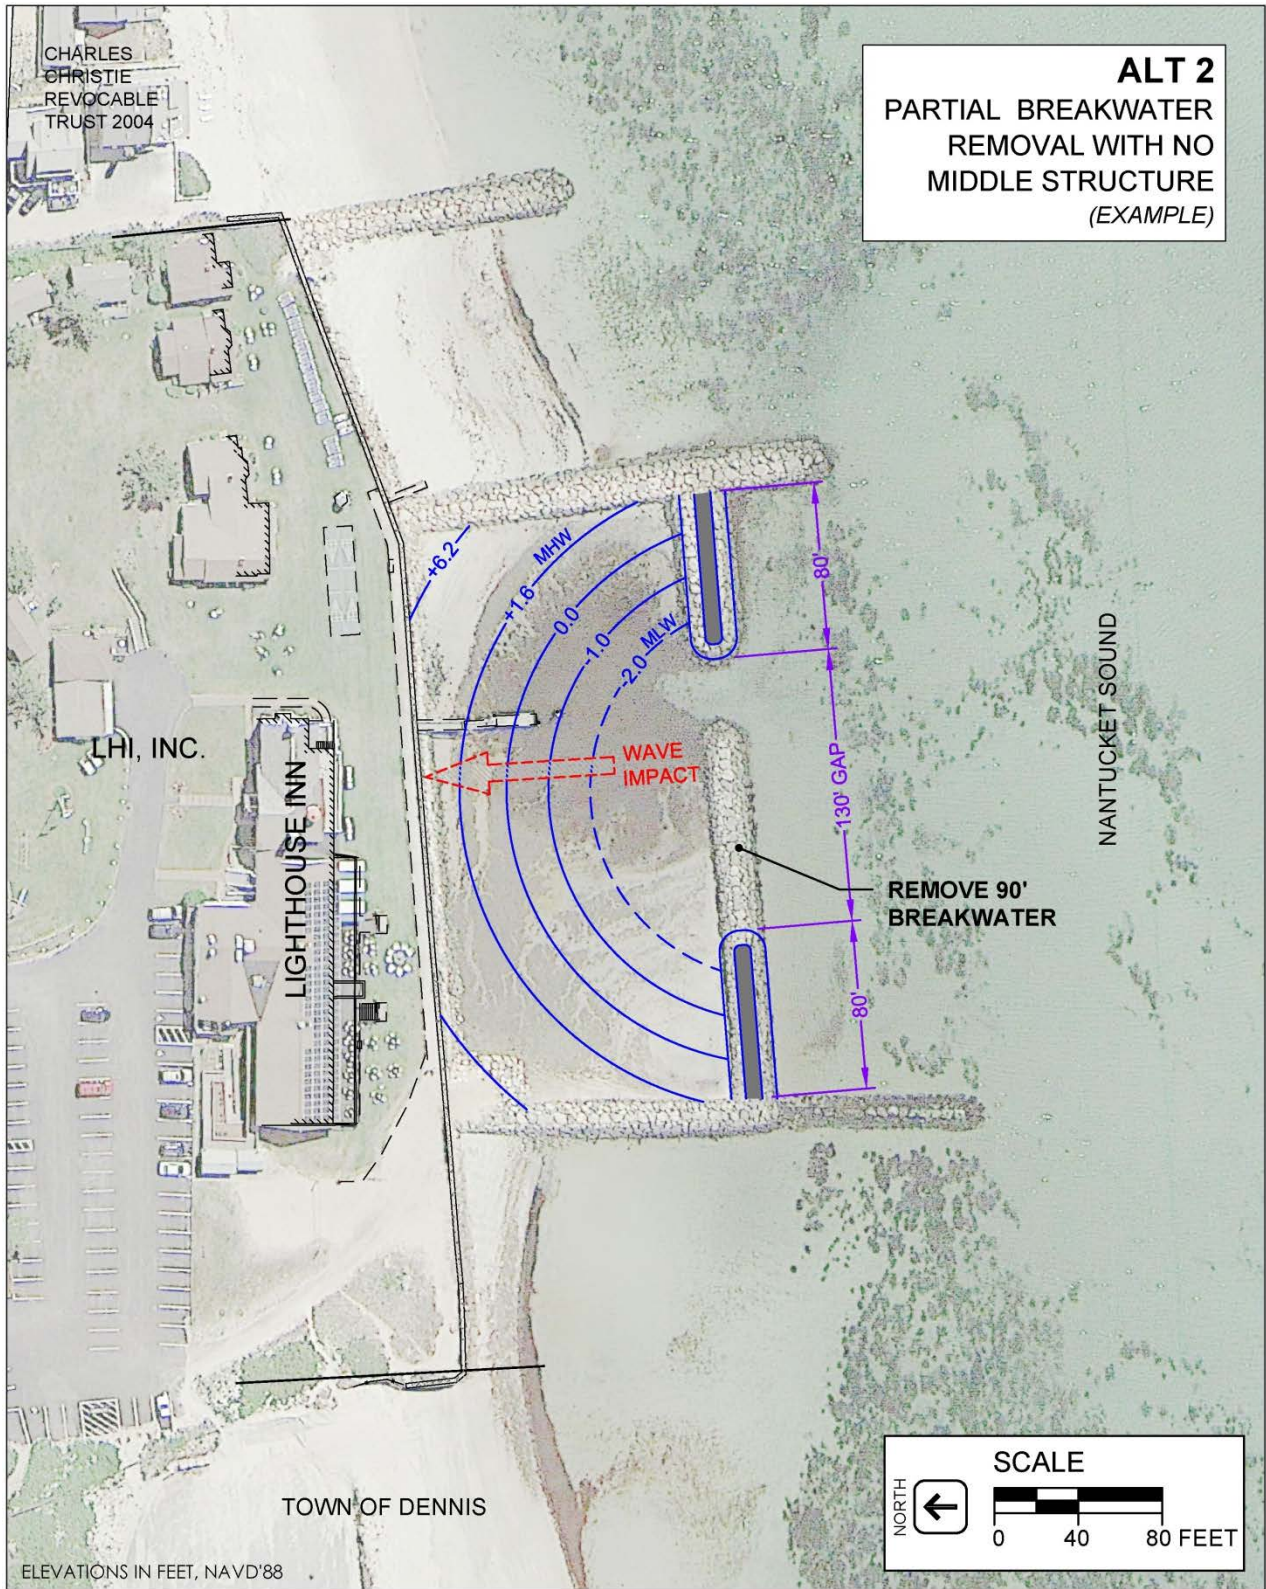 CHARLES
CHRISTIE
REVOCABLE
TRUST 2004
ALT 2
PARTIAL BREAKWATER
REMOVAL WITH NO
MIDDLE STRUCTURE
(EXAMPLE)
+6.2
+1.6 MHW
0.0
-1.0
-2.0 MLW
80'
130' GAP
80'
WAVE
IMPACT
NANTUCKET SOUND
LHI, INC.
LIGHTHOUSE INN
REMOVE 90'
BREAKWATER
TOWN OF DENNIS
NORTH
SCALE
0 40 80 FEET
ELEVATIONS IN FEET, NAVD'88